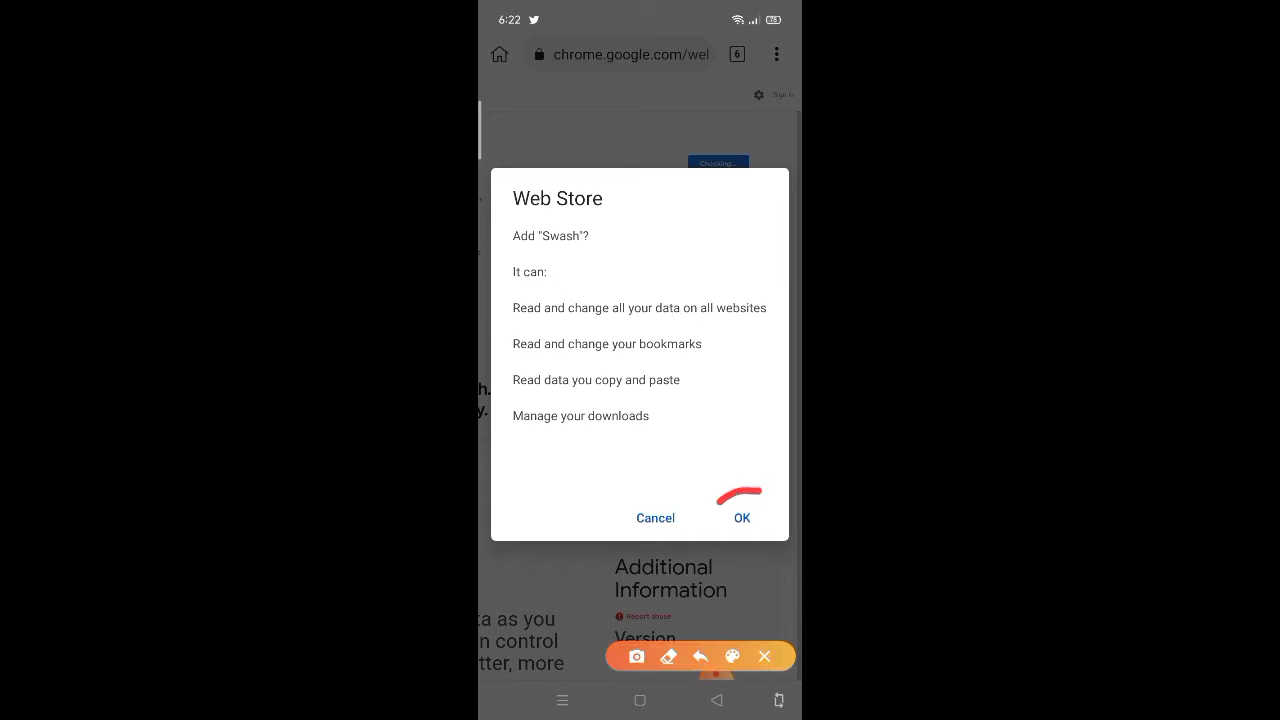 6:22
78
chrome.google.com/wel
6
Sign in
Checking...
Web Store
Add "Swash"?
It can:
Read and change all your data on all websites
Read and change your bookmarks
Read data you copy and paste
Manage your downloads
Cancel OK
h.
y.
Additional
Information
Report abuse
Version
ta as you
n control
tter, more